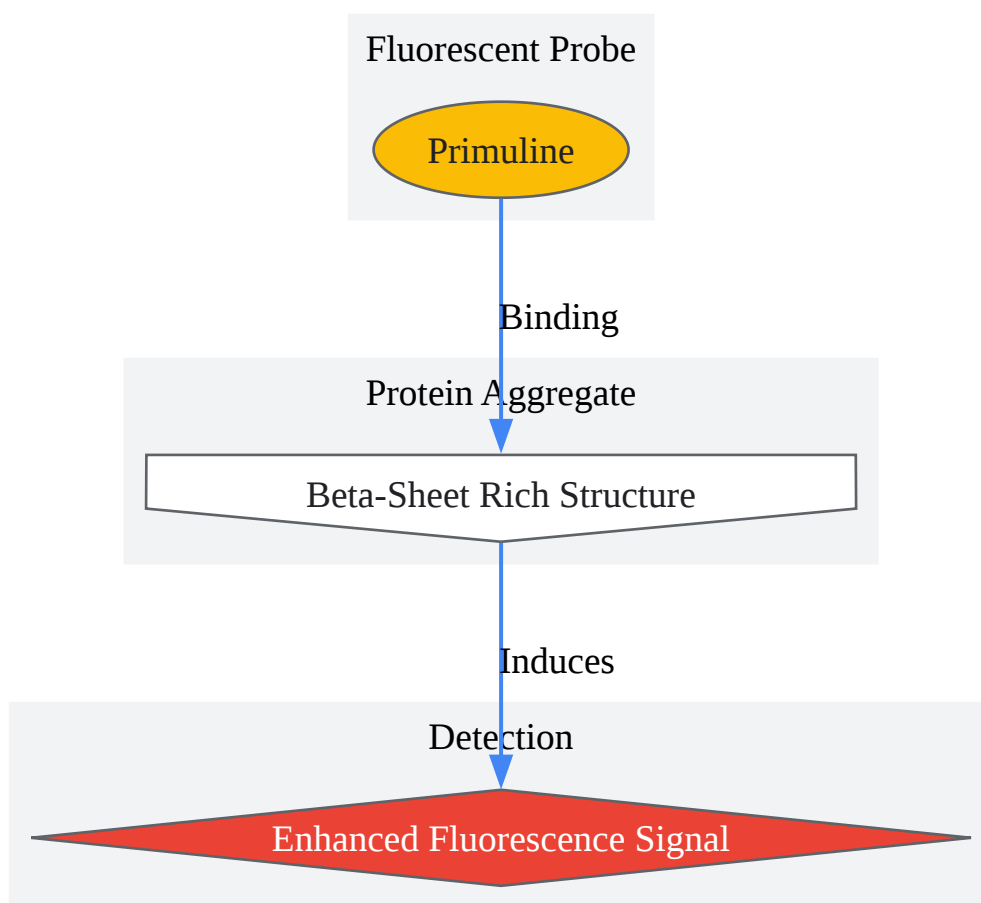 Fluorescent Probe
Primuline
Binding
Protein Aggregate
Beta-Sheet Rich Structure
Induces
Detection
Enhanced Fluorescence Signal